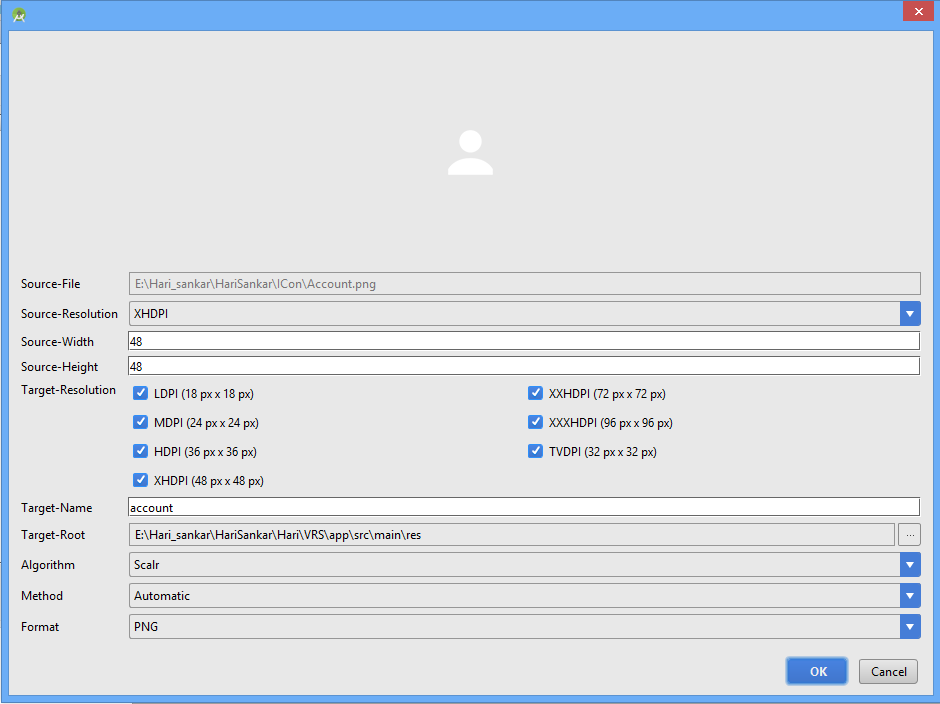 Source-File E:\Hari_sankar\HariSankar\ICon\Account.png
Source-Resolution XHDPI
Source-Width 48
Source-Height 48
Target-Resolution LDPI (18 px x 18 px) XXHDPI (72 px x 72 px)
MDPI (24 px x 24 px) XXXHDPI (96 px x 96 px)
HDPI (36 px x 36 px) TVDPI (32 px x 32 px)
XHDPI (48 px x 48 px)
Target-Name account
Target-Root E:\Hari_sankar\HariSankar\Hari\VRS\app\src\main\res ...
Algorithm Scalr
Method Automatic
Format PNG
OK Cancel